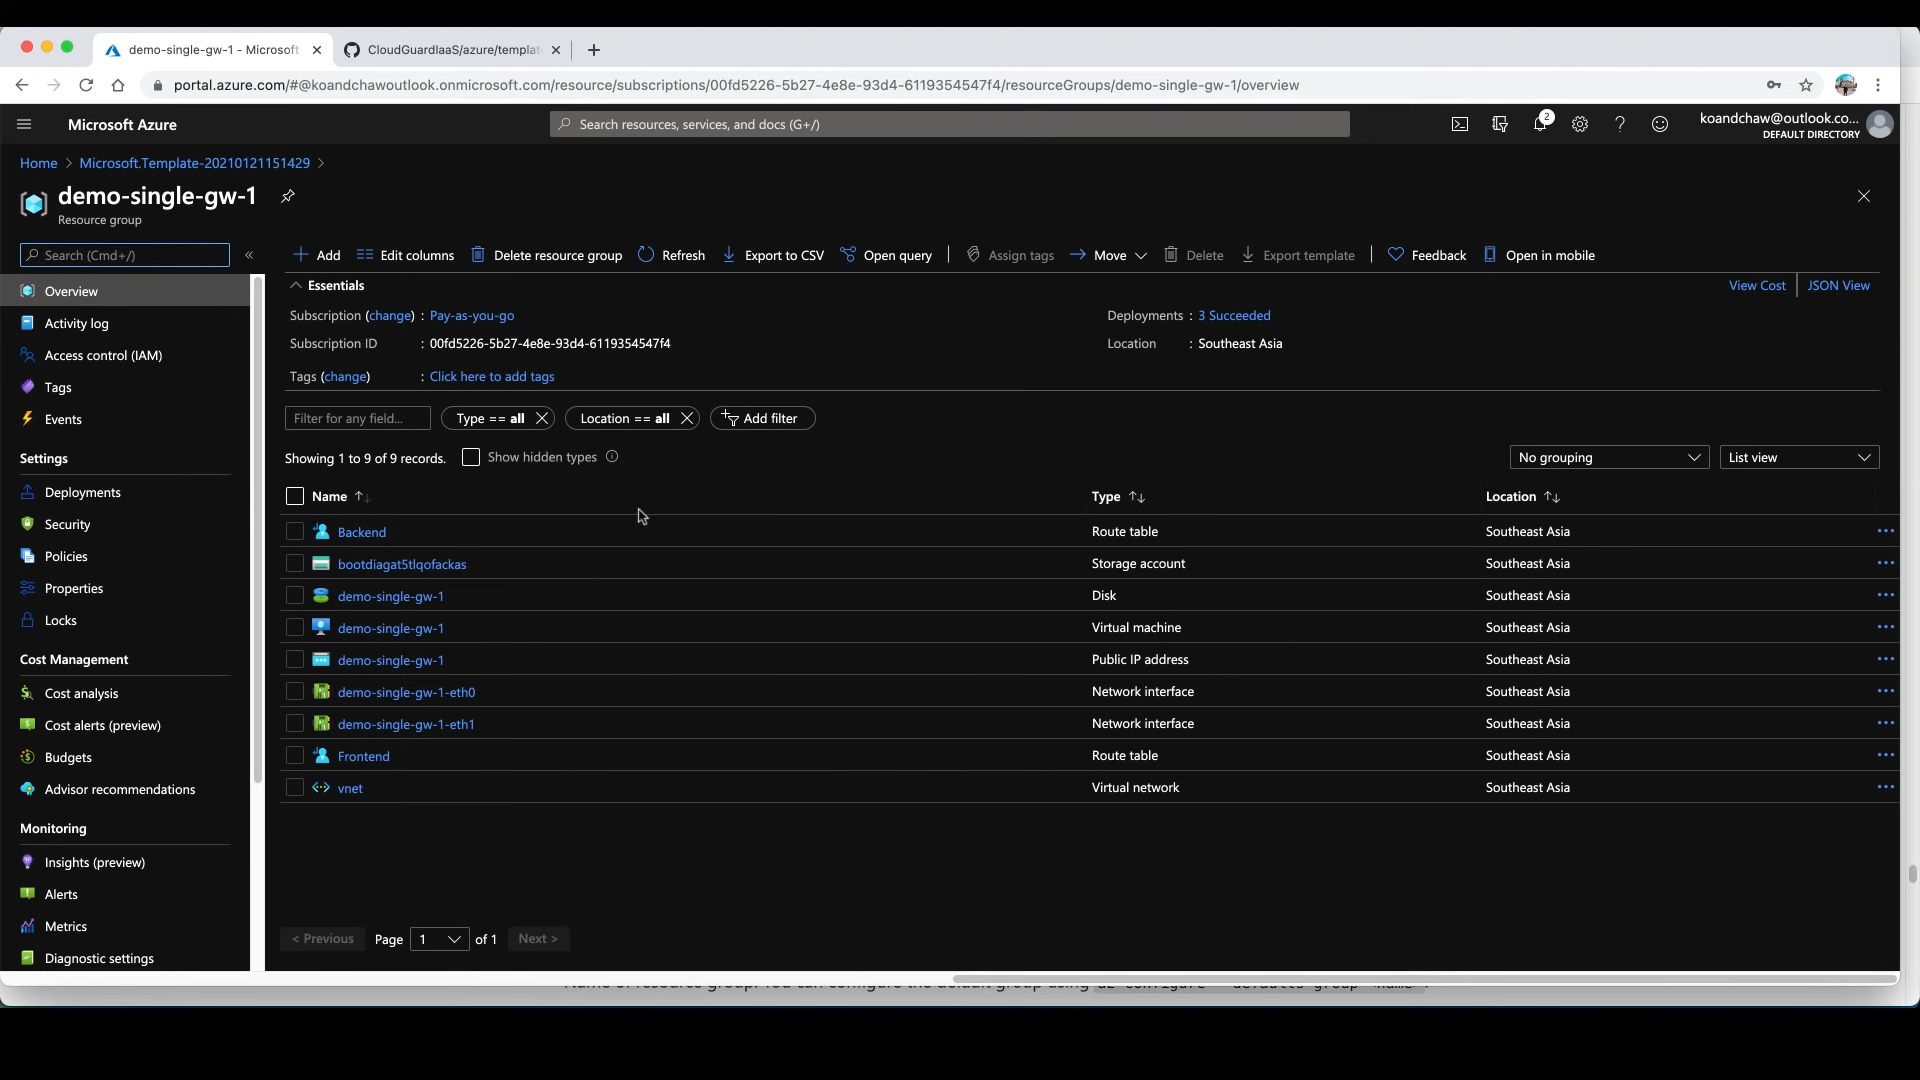 demo-single-gw-1 - Microsoft
CloudGuardIaaS/azure/templat
portal.azure.com/#@koandchawoutlook.onmicrosoft.com/resource/subscriptions/00fd5226-5b27-4e8e-93d4-6119354547f4/resourceGroups/demo-single-gw-1/overview
Microsoft Azure
Search resources, services, and docs (G+/)
2
koandchaw@outlook.co...
DEFAULT DIRECTORY
Home > Microsoft.Template-20210121151429 >
demo-single-gw-1
Resource group
Search (Cmd+/)
Add
Edit columns
Delete resource group
Refresh
Export to CSV
Open query
Assign tags
Move
Delete
Export template
Feedback
Open in mobile
Overview
Activity log
Access control (IAM)
Tags
Events
Settings
Deployments
Security
Policies
Properties
Locks
Cost Management
Cost analysis
Cost alerts (preview)
Budgets
Advisor recommendations
Monitoring
Insights (preview)
Alerts
Metrics
Diagnostic settings
Essentials
View Cost
JSON View
Subscription (change) : Pay-as-you-go
Deployments : 3 Succeeded
Subscription ID : 00fd5226-5b27-4e8e-93d4-6119354547f4
Location : Southeast Asia
Tags (change) : Click here to add tags
Filter for any field...
Type == all
Location == all
Add filter
Showing 1 to 9 of 9 records.
Show hidden types
No grouping
List view
Name Type Location
Backend Route table Southeast Asia
bootdiagat5tlqofackas Storage account Southeast Asia
demo-single-gw-1 Disk Southeast Asia
demo-single-gw-1 Virtual machine Southeast Asia
demo-single-gw-1 Public IP address Southeast Asia
demo-single-gw-1-eth0 Network interface Southeast Asia
demo-single-gw-1-eth1 Network interface Southeast Asia
Frontend Route table Southeast Asia
vnet Virtual network Southeast Asia
< Previous
Page 1 of 1
Next >